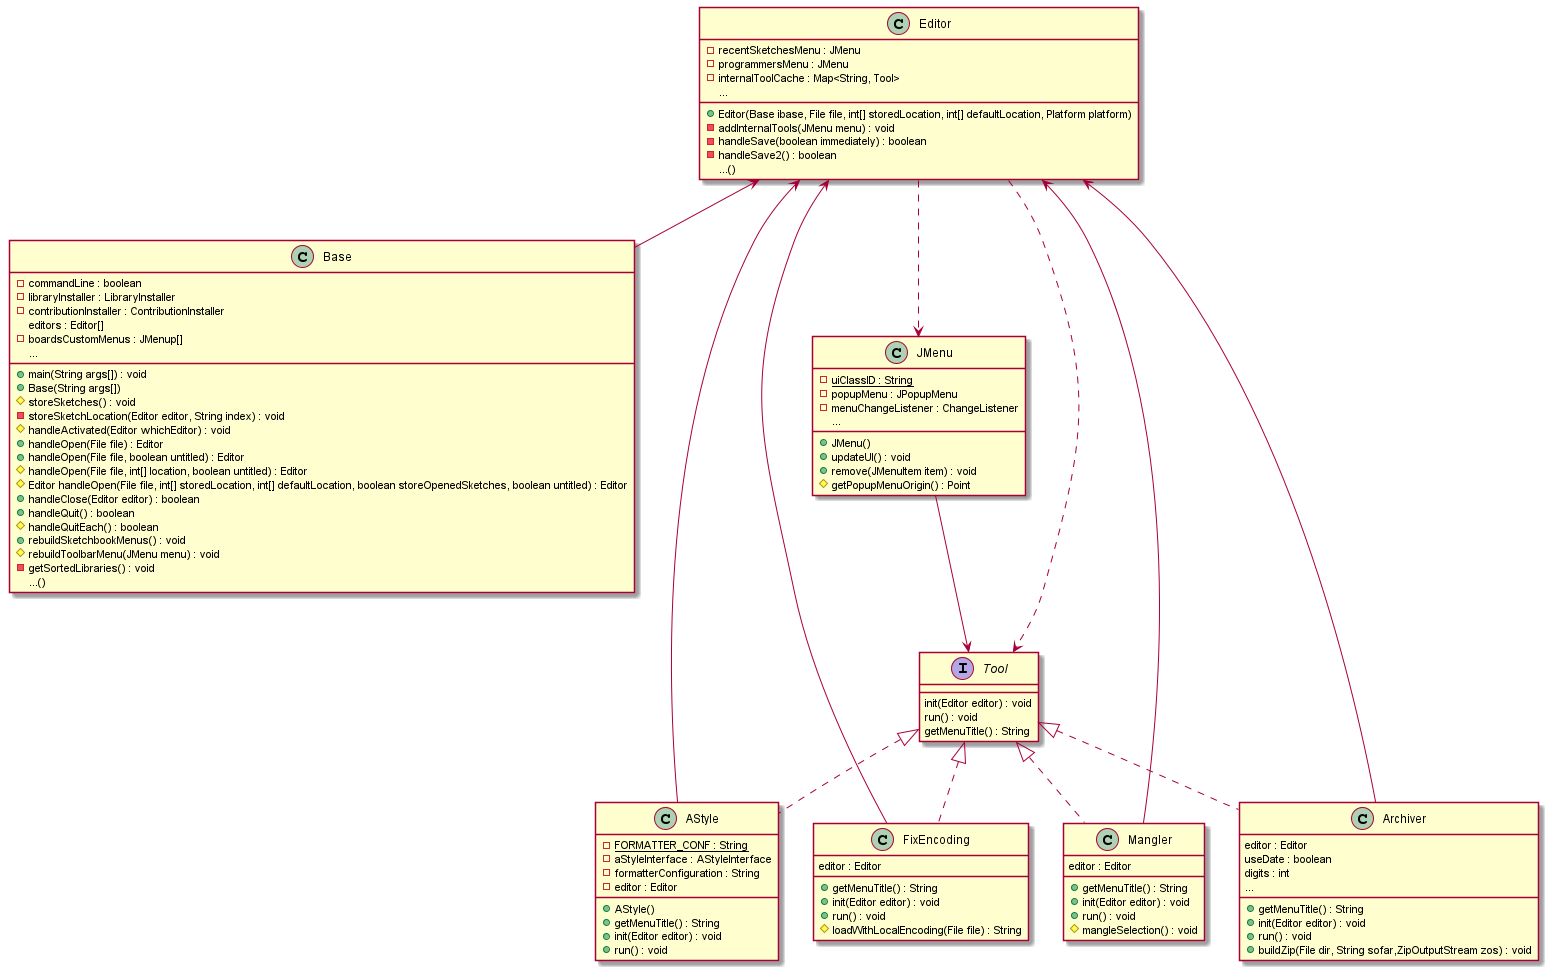 C Editor
recentSketchesMenu : JMenu
programmersMenu : JMenu
internalToolCache : Map<String, Tool>
...
Editor(Base ibase, File file, int[] storedLocation, int[] defaultLocation, Platform platform)
addInternalTools(JMenu menu) : void
handleSave(boolean immediately) : boolean
handleSave2() : boolean
...()
C Base
commandLine : boolean
libraryInstaller : LibraryInstaller
contributionInstaller : ContributionInstaller
editors : Editor[]
boardsCustomMenus : JMenup[]
...
main(String args[]) : void
Base(String args[])
storeSketches() : void
storeSketchLocation(Editor editor, String index) : void
handleActivated(Editor whichEditor) : void
handleOpen(File file) : Editor
handleOpen(File file, boolean untitled) : Editor
handleOpen(File file, int[] location, boolean untitled) : Editor
Editor handleOpen(File file, int[] storedLocation, int[] defaultLocation, boolean storeOpenedSketches, boolean untitled) : Editor
handleClose(Editor editor) : boolean
handleQuit() : boolean
handleQuitEach() : boolean
rebuildSketchbookMenus() : void
rebuildToolbarMenu(JMenu menu) : void
getSortedLibraries() : void
...()
C JMenu
uiClassID : String
popupMenu : JPopupMenu
menuChangeListener : ChangeListener
...
JMenu()
updateUI() : void
remove(JMenuItem item) : void
getPopupMenuOrigin() : Point
I Tool
init(Editor editor) : void
run() : void
getMenuTitle() : String
C AStyle
FORMATTER_CONF : String
aStyleInterface : AStyleInterface
formatterConfiguration : String
editor : Editor
AStyle()
getMenuTitle() : String
init(Editor editor) : void
run() : void
C FixEncoding
editor : Editor
getMenuTitle() : String
init(Editor editor) : void
run() : void
loadWithLocalEncoding(File file) : String
C Mangler
editor : Editor
getMenuTitle() : String
init(Editor editor) : void
run() : void
mangleSelection() : void
C Archiver
editor : Editor
useDate : boolean
digits : int
...
getMenuTitle() : String
init(Editor editor) : void
run() : void
buildZip(File dir, String sofar,ZipOutputStream zos) : void